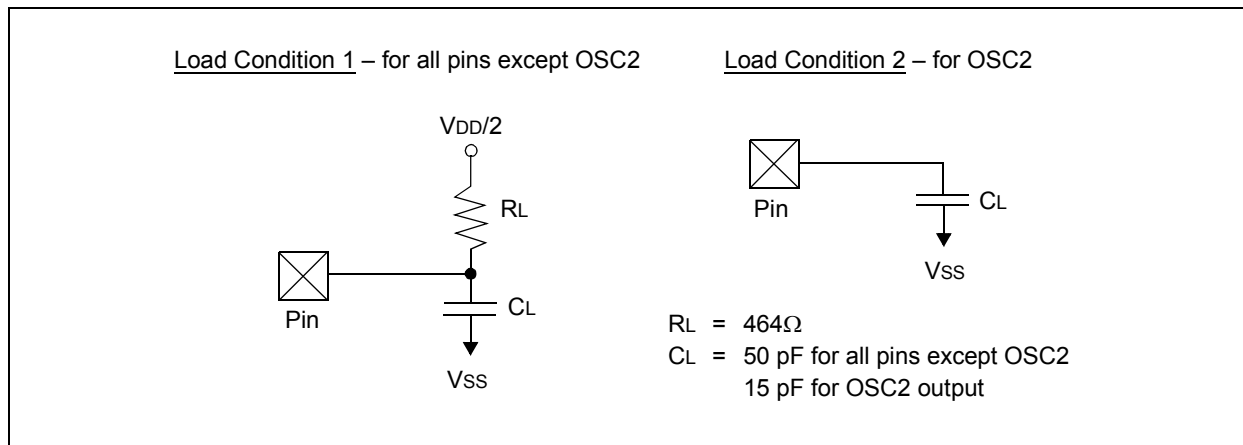 Load Condition 1 – for all pins except OSC2
VDD/2
RL
Pin
CL
VSS
Load Condition 2 – for OSC2
Pin
CL
VSS
RL = 464Ω
CL = 50 pF for all pins except OSC2
15 pF for OSC2 output